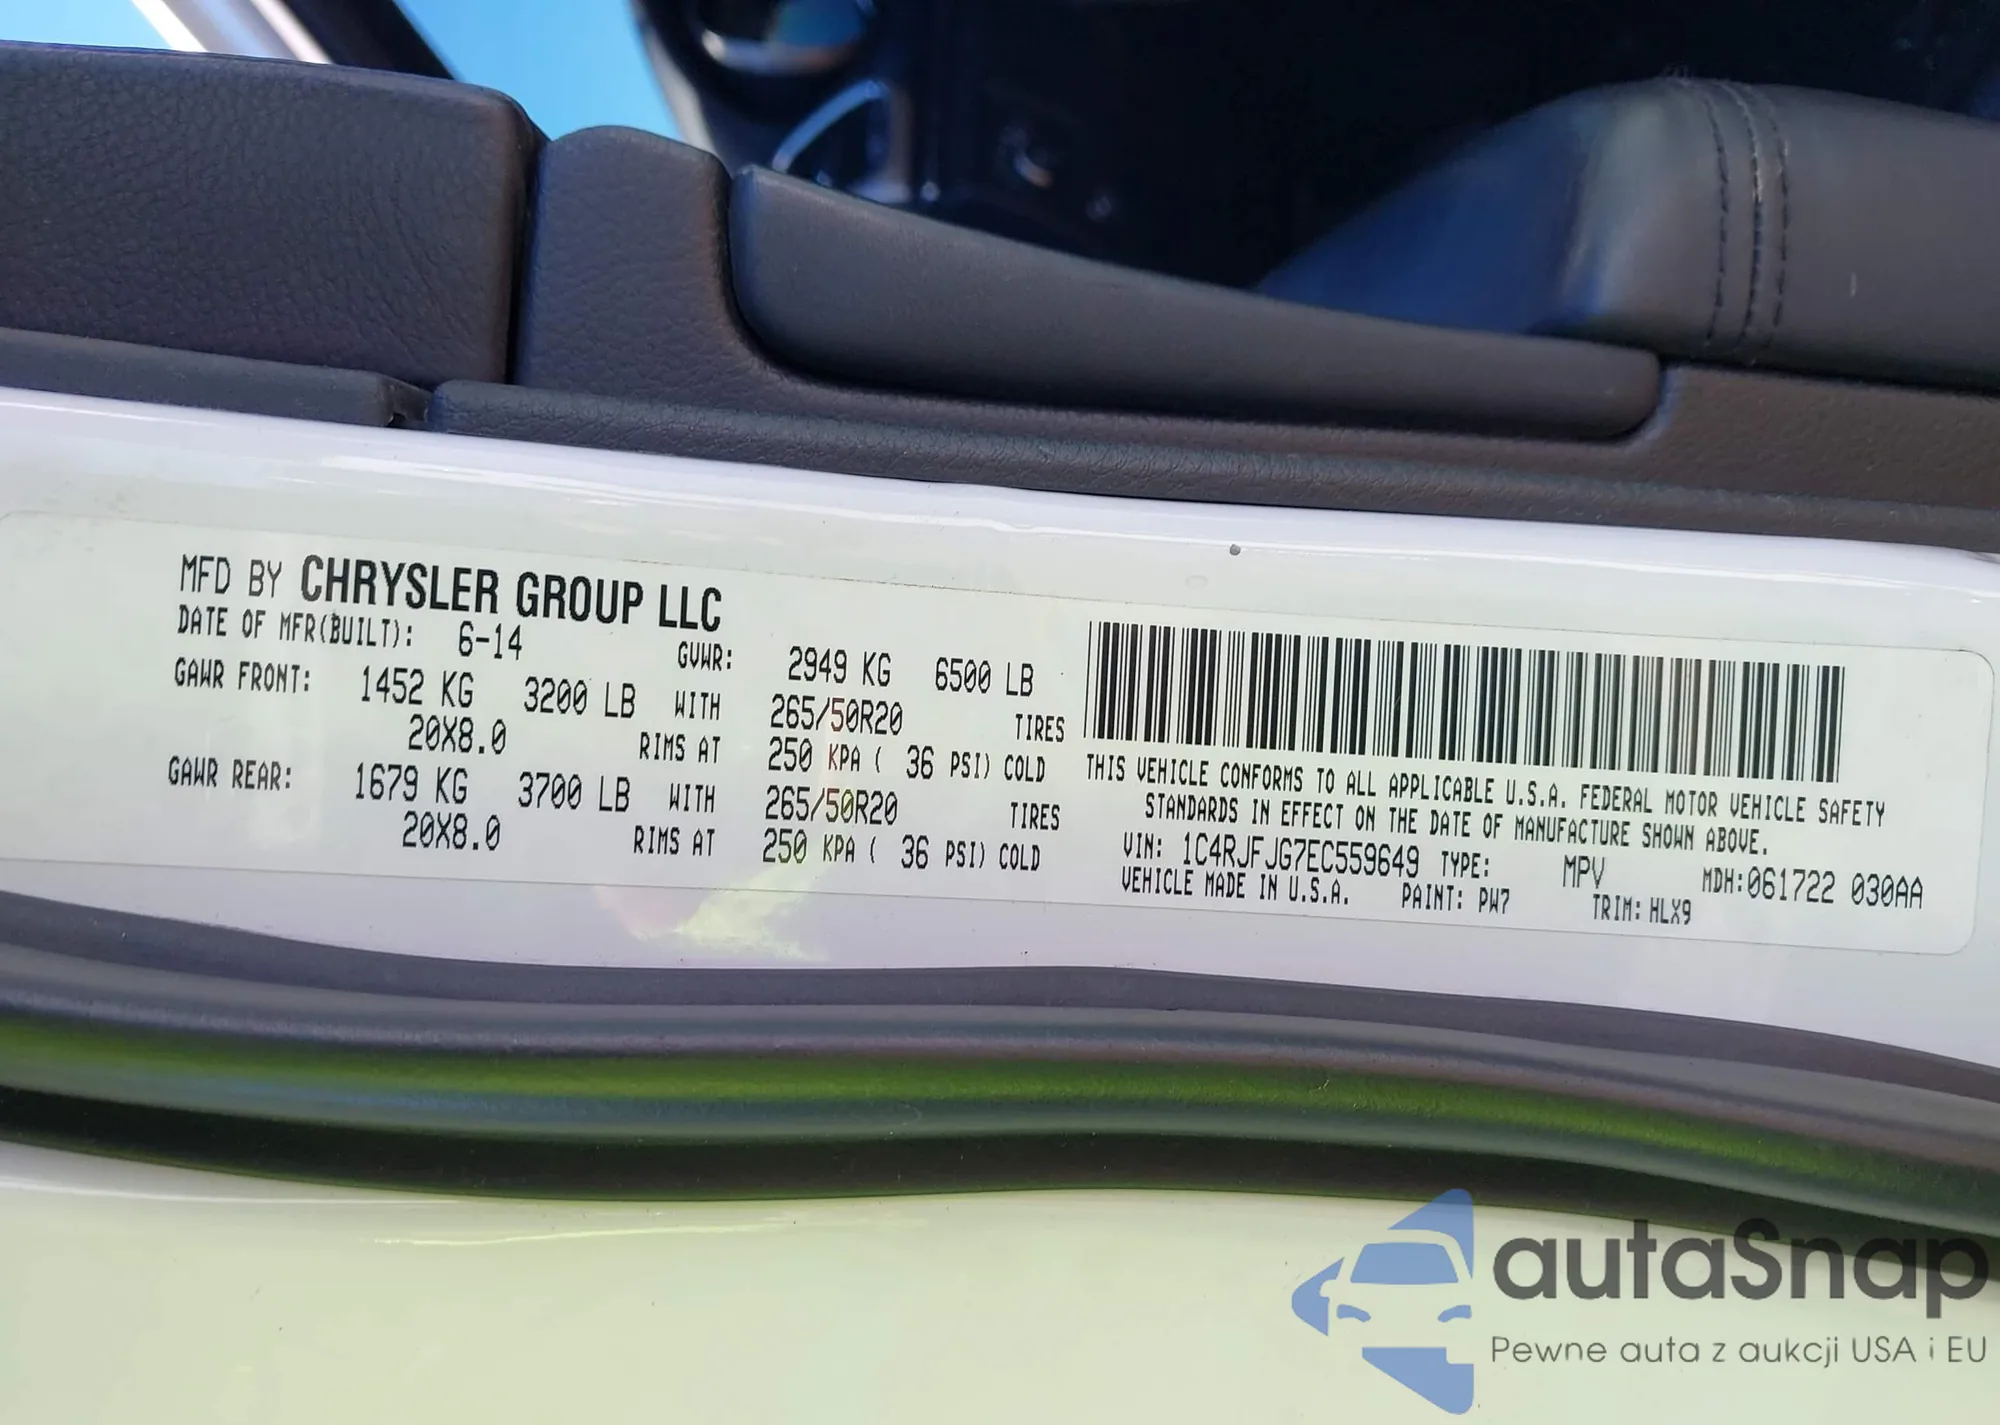 MFD BY CHRYSLER GROUP LLC
DATE OF MFR(BUILT): 6-14 GVWR: 2949 KG 6500 LB
GAWR FRONT: 1452 KG 3200 LB WITH 265/50R20 TIRES
20X8.0 RIMS AT 250 KPA ( 36 PSI) COLD
GAWR REAR: 1679 KG 3700 LB WITH 265/50R20 TIRES
20X8.0 RIMS AT 250 KPA ( 36 PSI) COLD
THIS VEHICLE CONFORMS TO ALL APPLICABLE U.S.A. FEDERAL MOTOR VEHICLE SAFETY
STANDARDS IN EFFECT ON THE DATE OF MANUFACTURE SHOWN ABOVE.
VIN: 1C4RJFJG7EC559649 TYPE: MPV MDH:061722 030AA
VEHICLE MADE IN U.S.A. PAINT: PW7 TRIM: HLX9
autaSnap
Pewne auta z aukcji USA i EU